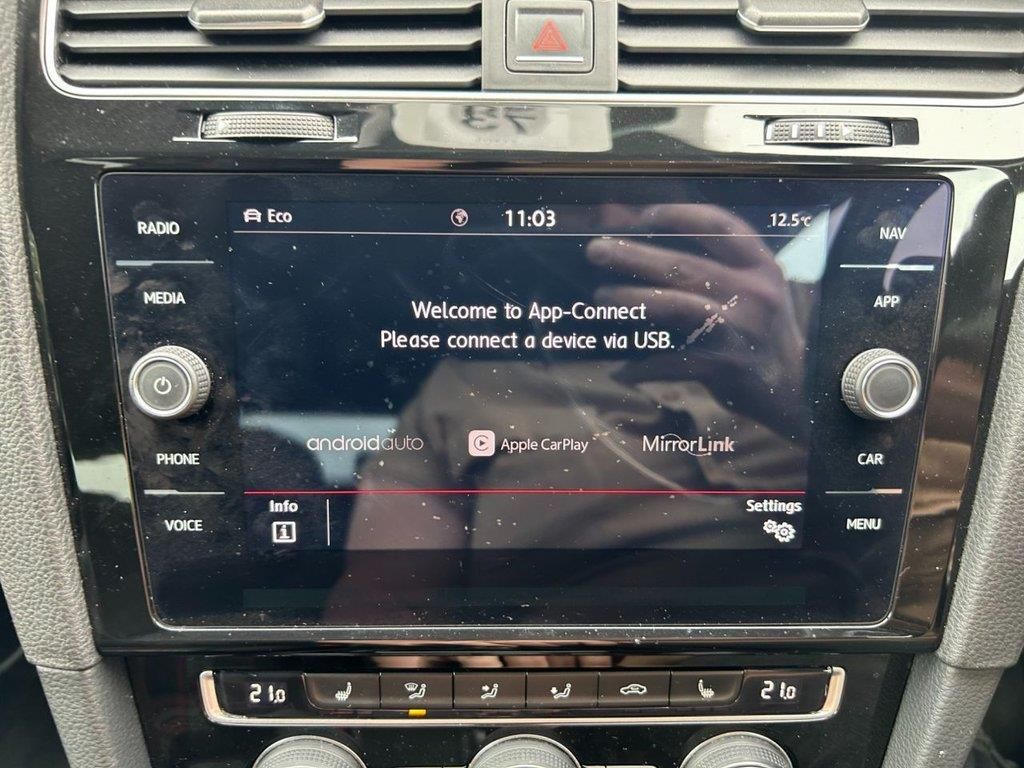 37
RADIO
MEDIA
PHONE
VOICE
Eco
11:03
12.5°C
Welcome to App-Connect
Please connect a device via USB.
androidauto
Apple CarPlay
MirrorLink
Info
i
Settings
NAV
APP
CAR
MENU
21.0
21.0